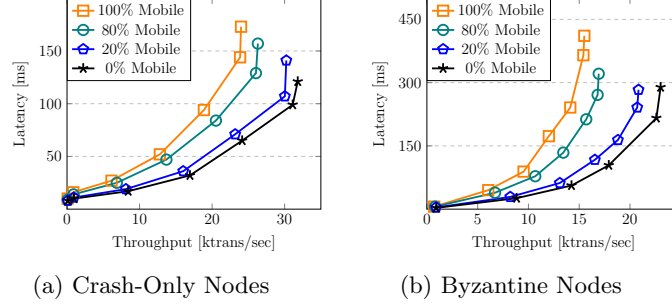 100% Mobile
80% Mobile
20% Mobile
0% Mobile
Latency [ms]
150
100
50
0 10 20 30
Throughput [ktrans/sec]
(a) Crash-Only Nodes
100% Mobile
80% Mobile
20% Mobile
0% Mobile
Latency [ms]
450
300
150
0 5 10 15 20
Throughput [ktrans/sec]
(b) Byzantine Nodes